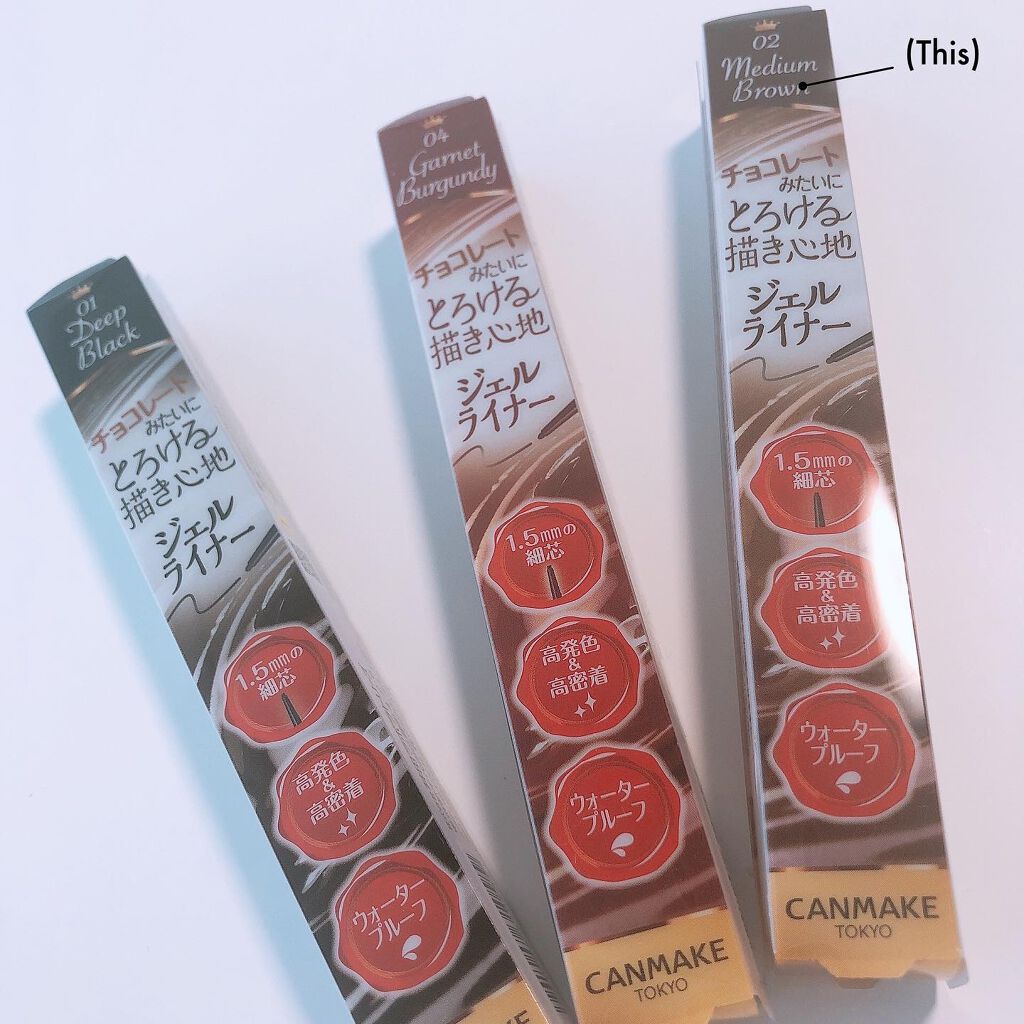 01
Deep
Black
チョコレート
みたいに
とろける
描き心地
ジェル
ライナー
1.5mmの
細芯
高発色
&
高密着
ウォーター
プルーフ
04
Garnet
Burgundy
チョコレート
みたいに
とろける
描き心地
ジェル
ライナー
1.5mmの
細芯
高発色
&
高密着
ウォーター
プルーフ
CANMAKE
TOKYO
02
Medium
Brown
(This)
チョコレート
みたいに
とろける
描き心地
ジェル
ライナー
1.5mmの
細芯
高発色
&
高密着
ウォーター
プルーフ
CANMAKE
TOKYO